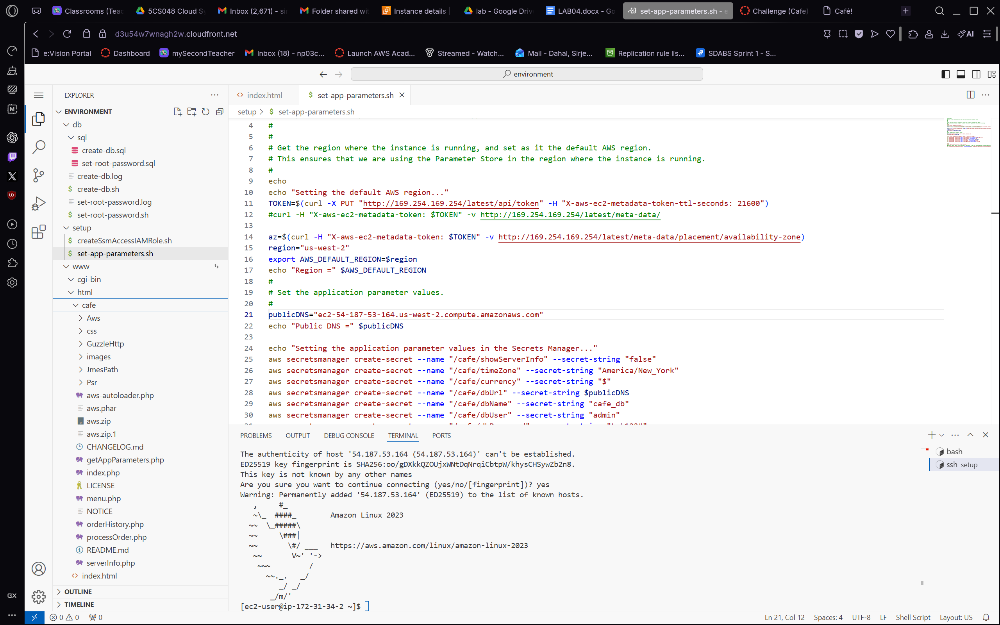 Classrooms (Teac
5CS048 Cloud Sy
Inbox (2,671) - sir
Folder shared wit
Instance details
lab - Google Drive
LAB04.docx - Go
set-app-parameters.sh - e
Challenge (Cafe)
Café!
d3u54w7wnagh2w.cloudfront.net
AI
e:Vision Portal
Dashboard
mySecondTeacher
Inbox (18) - np03c...
Launch AWS Acad...
Streamed - Watch...
Mail - Dahal, Sirje...
Replication rule lis...
SDABS Sprint 1 - S...
environment
EXPLORER
ENVIRONMENT
db
sql
create-db.sql
set-root-password.sql
create-db.log
create-db.sh
set-root-password.log
set-root-password.sh
setup
createSsmAccessIAMRole.sh
set-app-parameters.sh
www
cgi-bin
html
cafe
Aws
css
GuzzleHttp
images
JmesPath
Psr
aws-autoloader.php
aws.phar
aws.zip
aws.zip.1
CHANGELOG.md
getAppParameters.php
index.php
LICENSE
menu.php
NOTICE
orderHistory.php
processOrder.php
README.md
serverInfo.php
index.html
OUTLINE
TIMELINE
GX
index.html
set-app-parameters.sh
setup > $ set-app-parameters.sh
4 #
5 #
6 # Get the region where the instance is running, and set as it the default AWS region.
7 # This ensures that we are using the Parameter Store in the region where the instance is running.
8 #
9 echo
10 echo "Setting the default AWS region..."
11 TOKEN=$(curl -X PUT "http://169.254.169.254/latest/api/token" -H "X-aws-ec2-metadata-token-ttl-seconds: 21600")
12 #curl -H "X-aws-ec2-metadata-token: $TOKEN" -v http://169.254.169.254/latest/meta-data/
13
14 az=$(curl -H "X-aws-ec2-metadata-token: $TOKEN" -v http://169.254.169.254/latest/meta-data/placement/availability-zone)
15 region="us-west-2"
16 export AWS_DEFAULT_REGION=$region
17 echo "Region =" $AWS_DEFAULT_REGION
18 #
19 # Set the application parameter values.
20 #
21 publicDNS="ec2-54-187-53-164.us-west-2.compute.amazonaws.com"
22 echo "Public DNS =" $publicDNS
23
24 echo "Setting the application parameter values in the Secrets Manager..."
25 aws secretsmanager create-secret --name "/cafe/showServerInfo" --secret-string "false"
26 aws secretsmanager create-secret --name "/cafe/timeZone" --secret-string "America/New_York"
27 aws secretsmanager create-secret --name "/cafe/currency" --secret-string "$"
28 aws secretsmanager create-secret --name "/cafe/dbUrl" --secret-string $publicDNS
29 aws secretsmanager create-secret --name "/cafe/dbName" --secret-string "cafe_db"
30 aws secretsmanager create-secret --name "/cafe/dbUser" --secret-string "admin"
PROBLEMS OUTPUT DEBUG CONSOLE TERMINAL PORTS
The authenticity of host '54.187.53.164 (54.187.53.164)' can't be established.
ED25519 key fingerprint is SHA256:oo/gDXkkQZOUjxWNtDqNrqiCbtpW/khysCHSywZb2n8.
This key is not known by any other names
Are you sure you want to continue connecting (yes/no/[fingerprint])? yes
Warning: Permanently added '54.187.53.164' (ED25519) to the list of known hosts.
   ,     #_
   ~\_  ####_        Amazon Linux 2023
  ~~  \_#####\
  ~~     \###|
  ~~       \#/ ___   https://aws.amazon.com/linux/amazon-linux-2023
   ~~       V~' '->
    ~~~         /
      ~~._.   _/
         _/ _/
       _/m/'
[ec2-user@ip-172-31-34-2 ~]$
bash
ssh setup
0 0 0
Ln 21, Col 12 Spaces: 4 UTF-8 LF Shell Script Layout: US